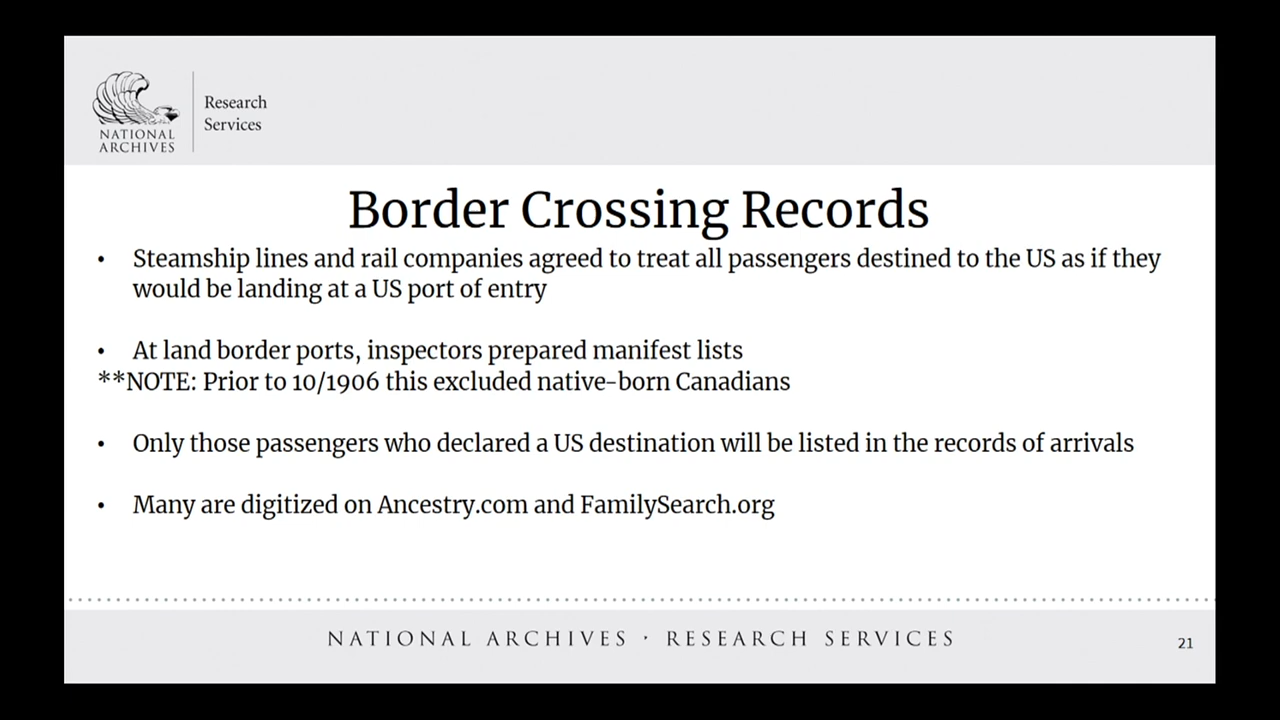 NATIONAL
ARCHIVES
Research
Services
Border Crossing Records
• Steamship lines and rail companies agreed to treat all passengers destined to the US as if they
would be landing at a US port of entry
• At land border ports, inspectors prepared manifest lists
**NOTE: Prior to 10/1906 this excluded native-born Canadians
• Only those passengers who declared a US destination will be listed in the records of arrivals
• Many are digitized on Ancestry.com and FamilySearch.org
NATIONAL ARCHIVES · RESEARCH SERVICES
21